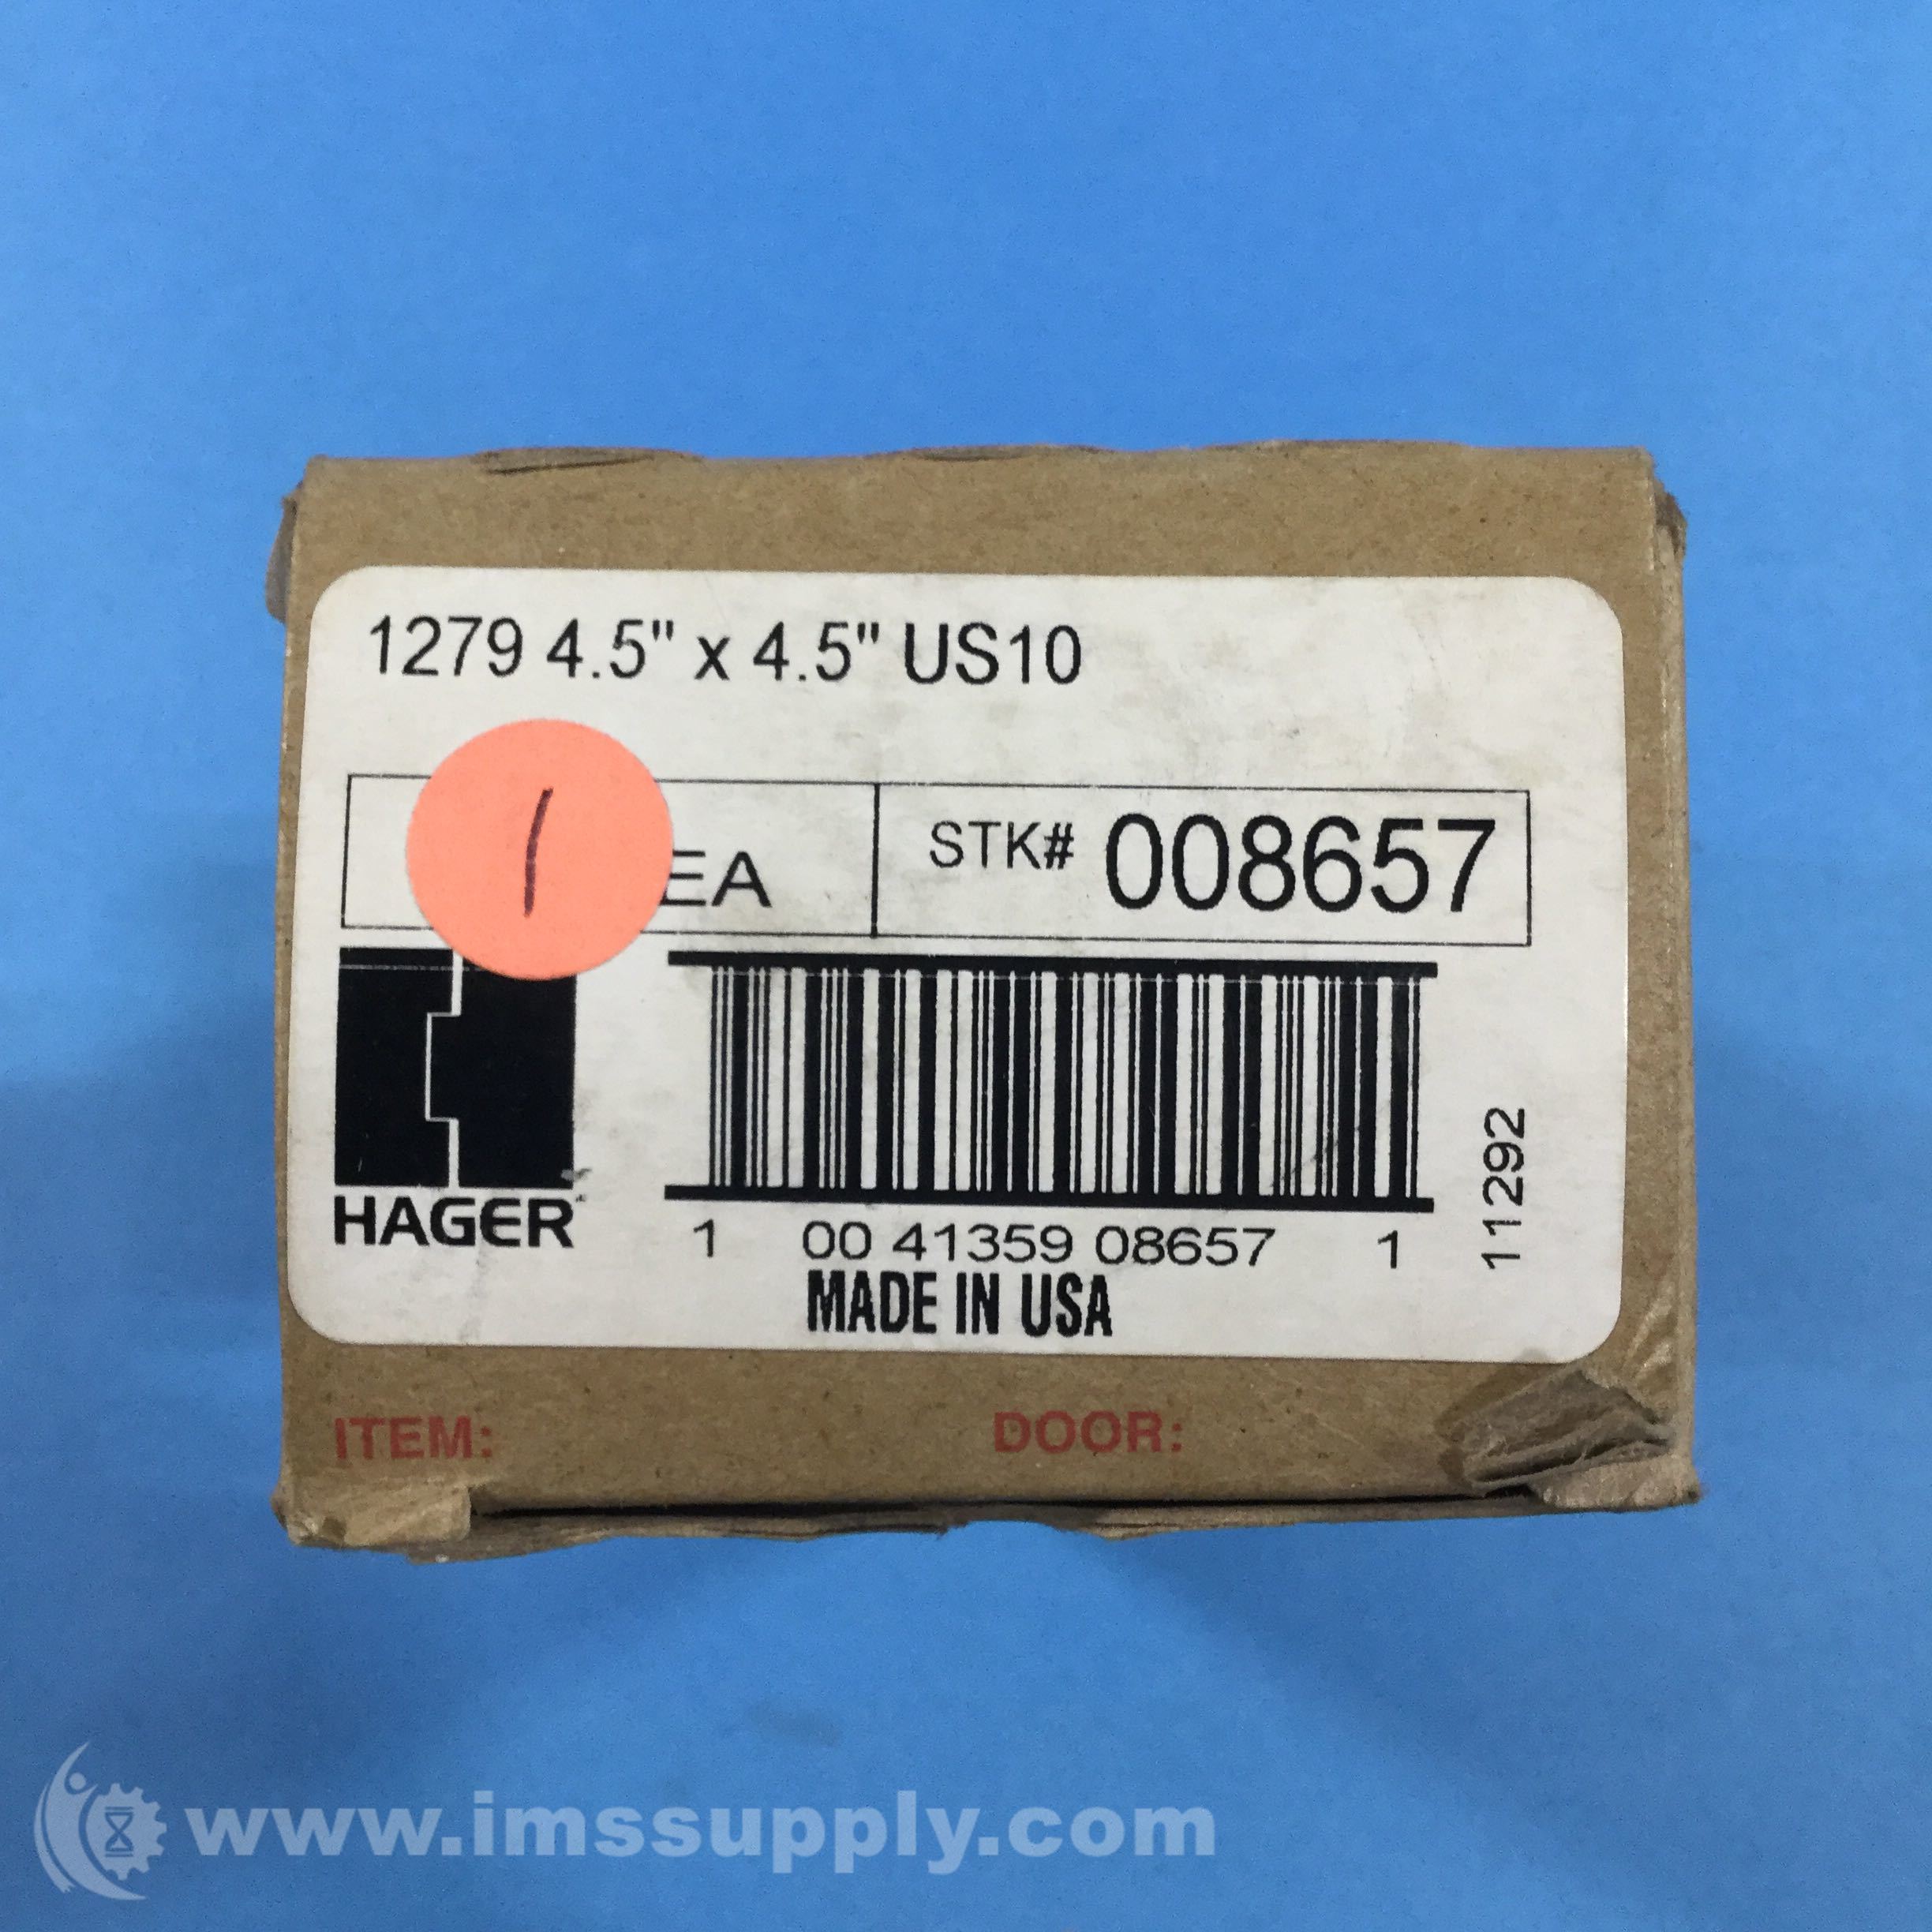 1279 4.5" x 4.5" US10
1
EA
STK# 008657
HAGER
1 00 41359 08657 1
11292
MADE IN USA
ITEM:
DOOR:
www.imssupply.com